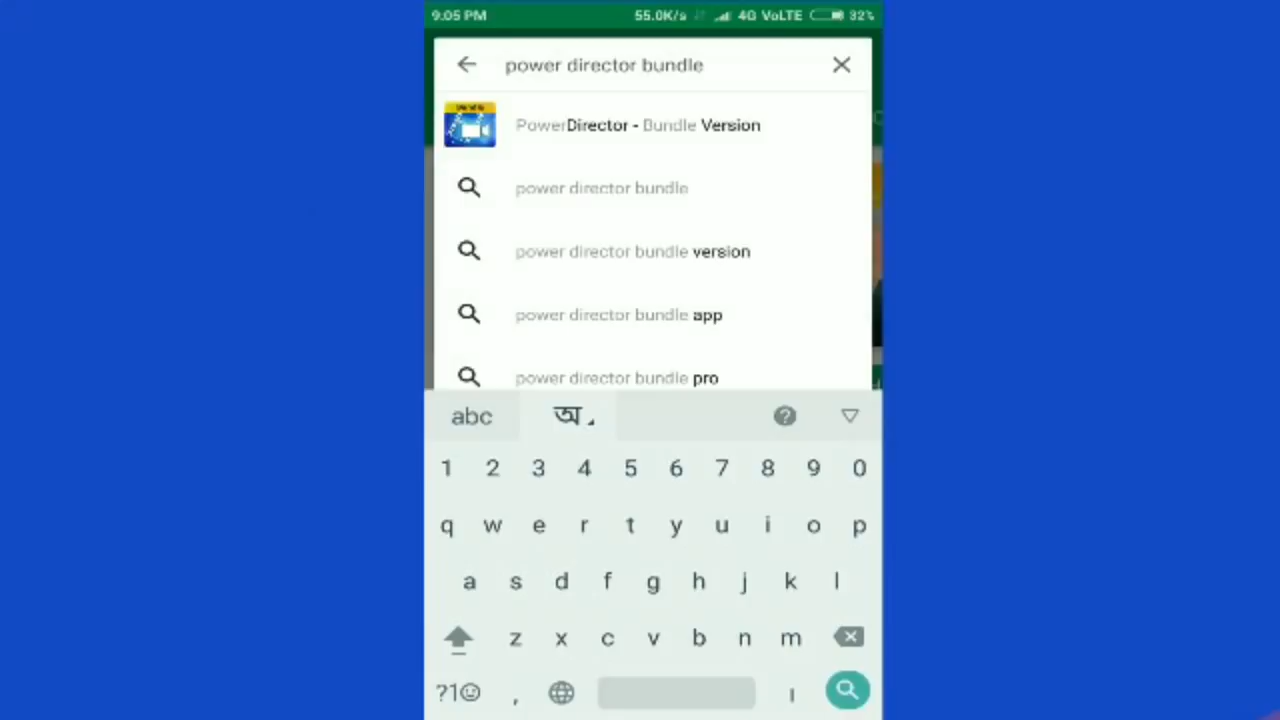 9:05 PM 55.0K/s 4G VoLTE 32%
power director bundle
PowerDirector - Bundle Version
power director bundle
power director bundle version
power director bundle app
power director bundle pro
abc অ
1 2 3 4 5 6 7 8 9 0
q w e r t y u i o p
a s d f g h j k l
z x c v b n m
?1☺ , ।